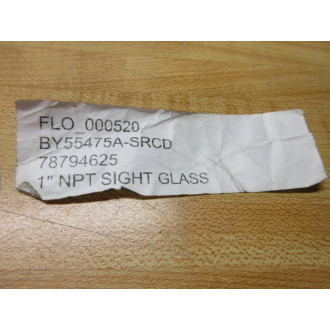 FLO_000520
BY55475A-SRCD
78794625
1" NPT SIGHT GLASS